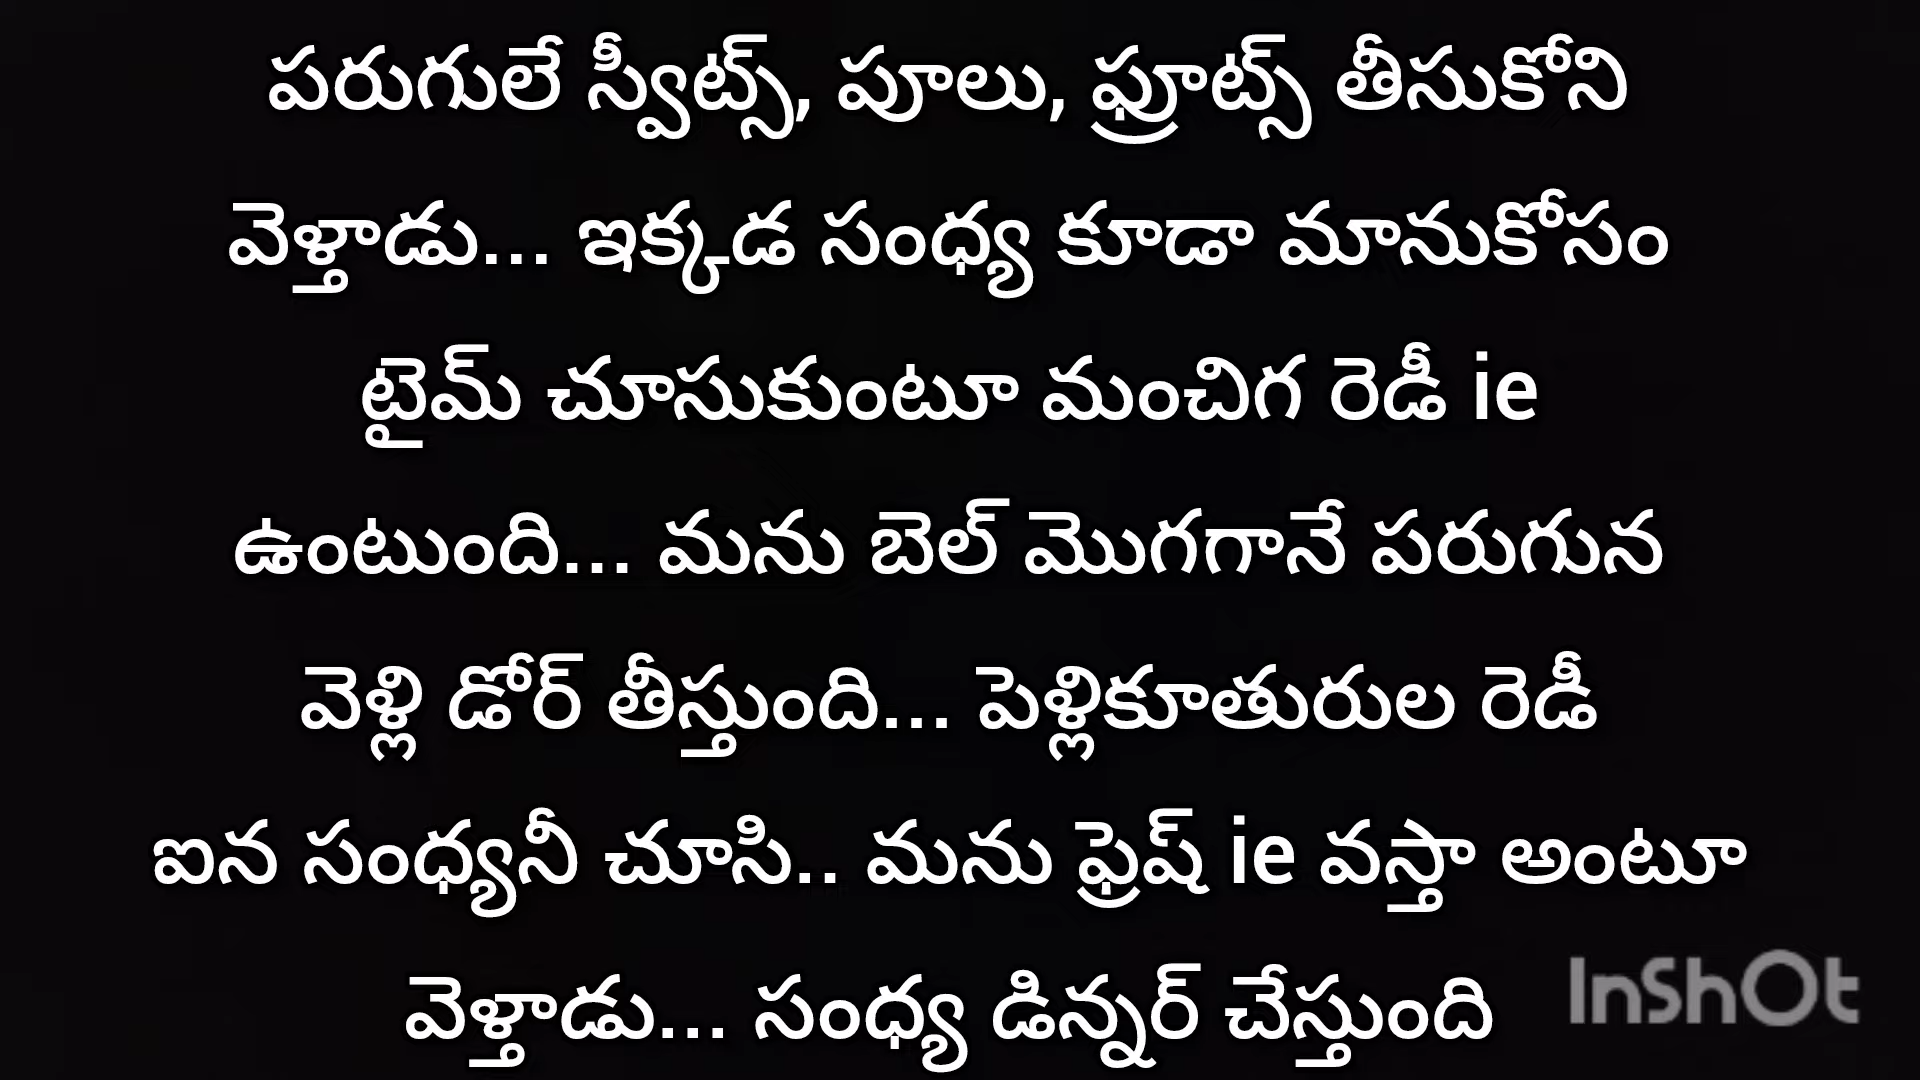 పరుగులే స్వీట్స్, పూలు, ఫ్రూట్స్ తీసుకోని
వెళ్తాడు... ఇక్కడ సంధ్య కూడా మానుకోసం
టైమ్ చూసుకుంటూ మంచిగ రెడీ ie
ఉంటుంది... మను బెల్ మొగగానే పరుగున
వెళ్లి డోర్ తీస్తుంది... పెళ్లికూతురుల రెడీ
ఐన సంధ్యనీ చూసి.. మను ఫ్రెష్ ie వస్తా అంటూ
వెళ్తాడు... సంధ్య డిన్నర్ చేస్తుంది
InShOt